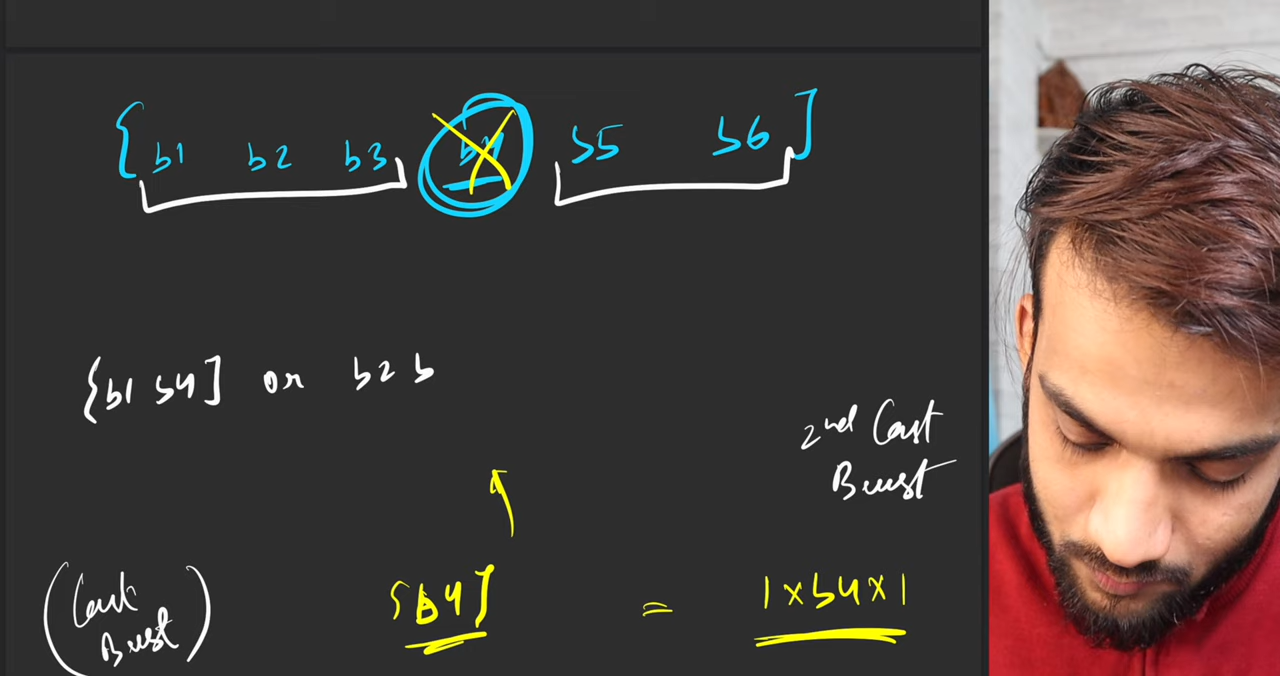 {b1 b2 b3 b4 b5 b6]
{b1 b4] or b2 b
2nd Last
Burst
(Last
Burst)
[b4] = 1×b4×1